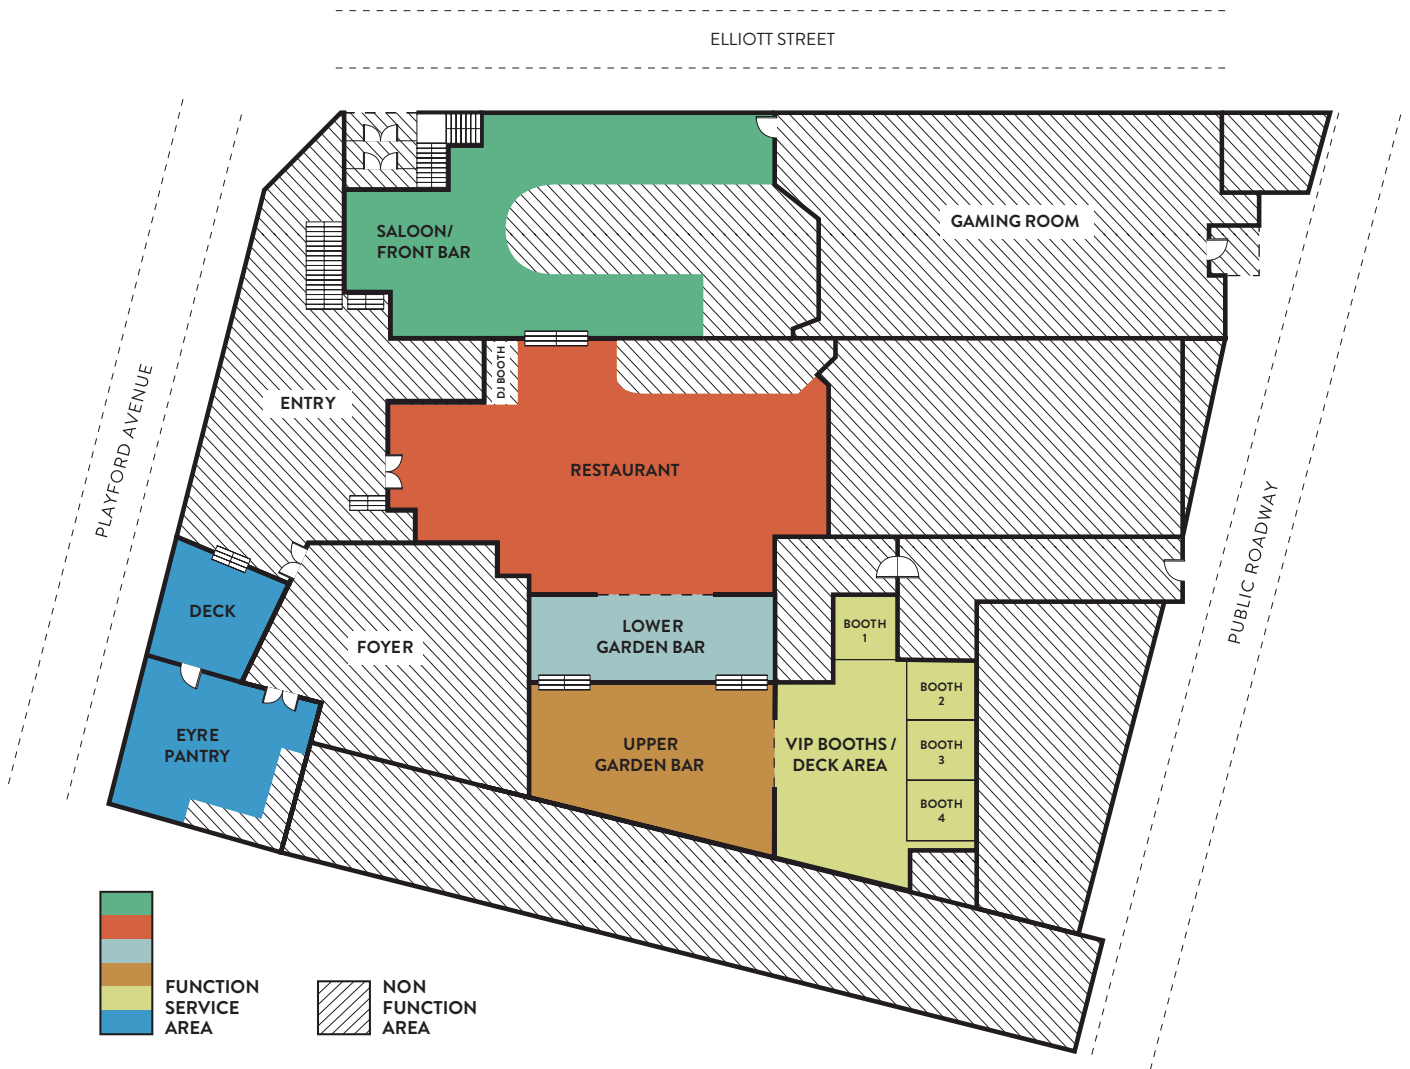 ELLIOTT STREET
SALOON/
FRONT BAR
GAMING ROOM
DJ BOOTH
ENTRY
PLAYFORD AVENUE
RESTAURANT
PUBLIC ROADWAY
DECK
FOYER
LOWER
GARDEN BAR
BOOTH
1
BOOTH
2
EYRE
PANTRY
UPPER
GARDEN BAR
VIP BOOTHS /
DECK AREA
BOOTH
3
BOOTH
4
FUNCTION
SERVICE
AREA
NON
FUNCTION
AREA